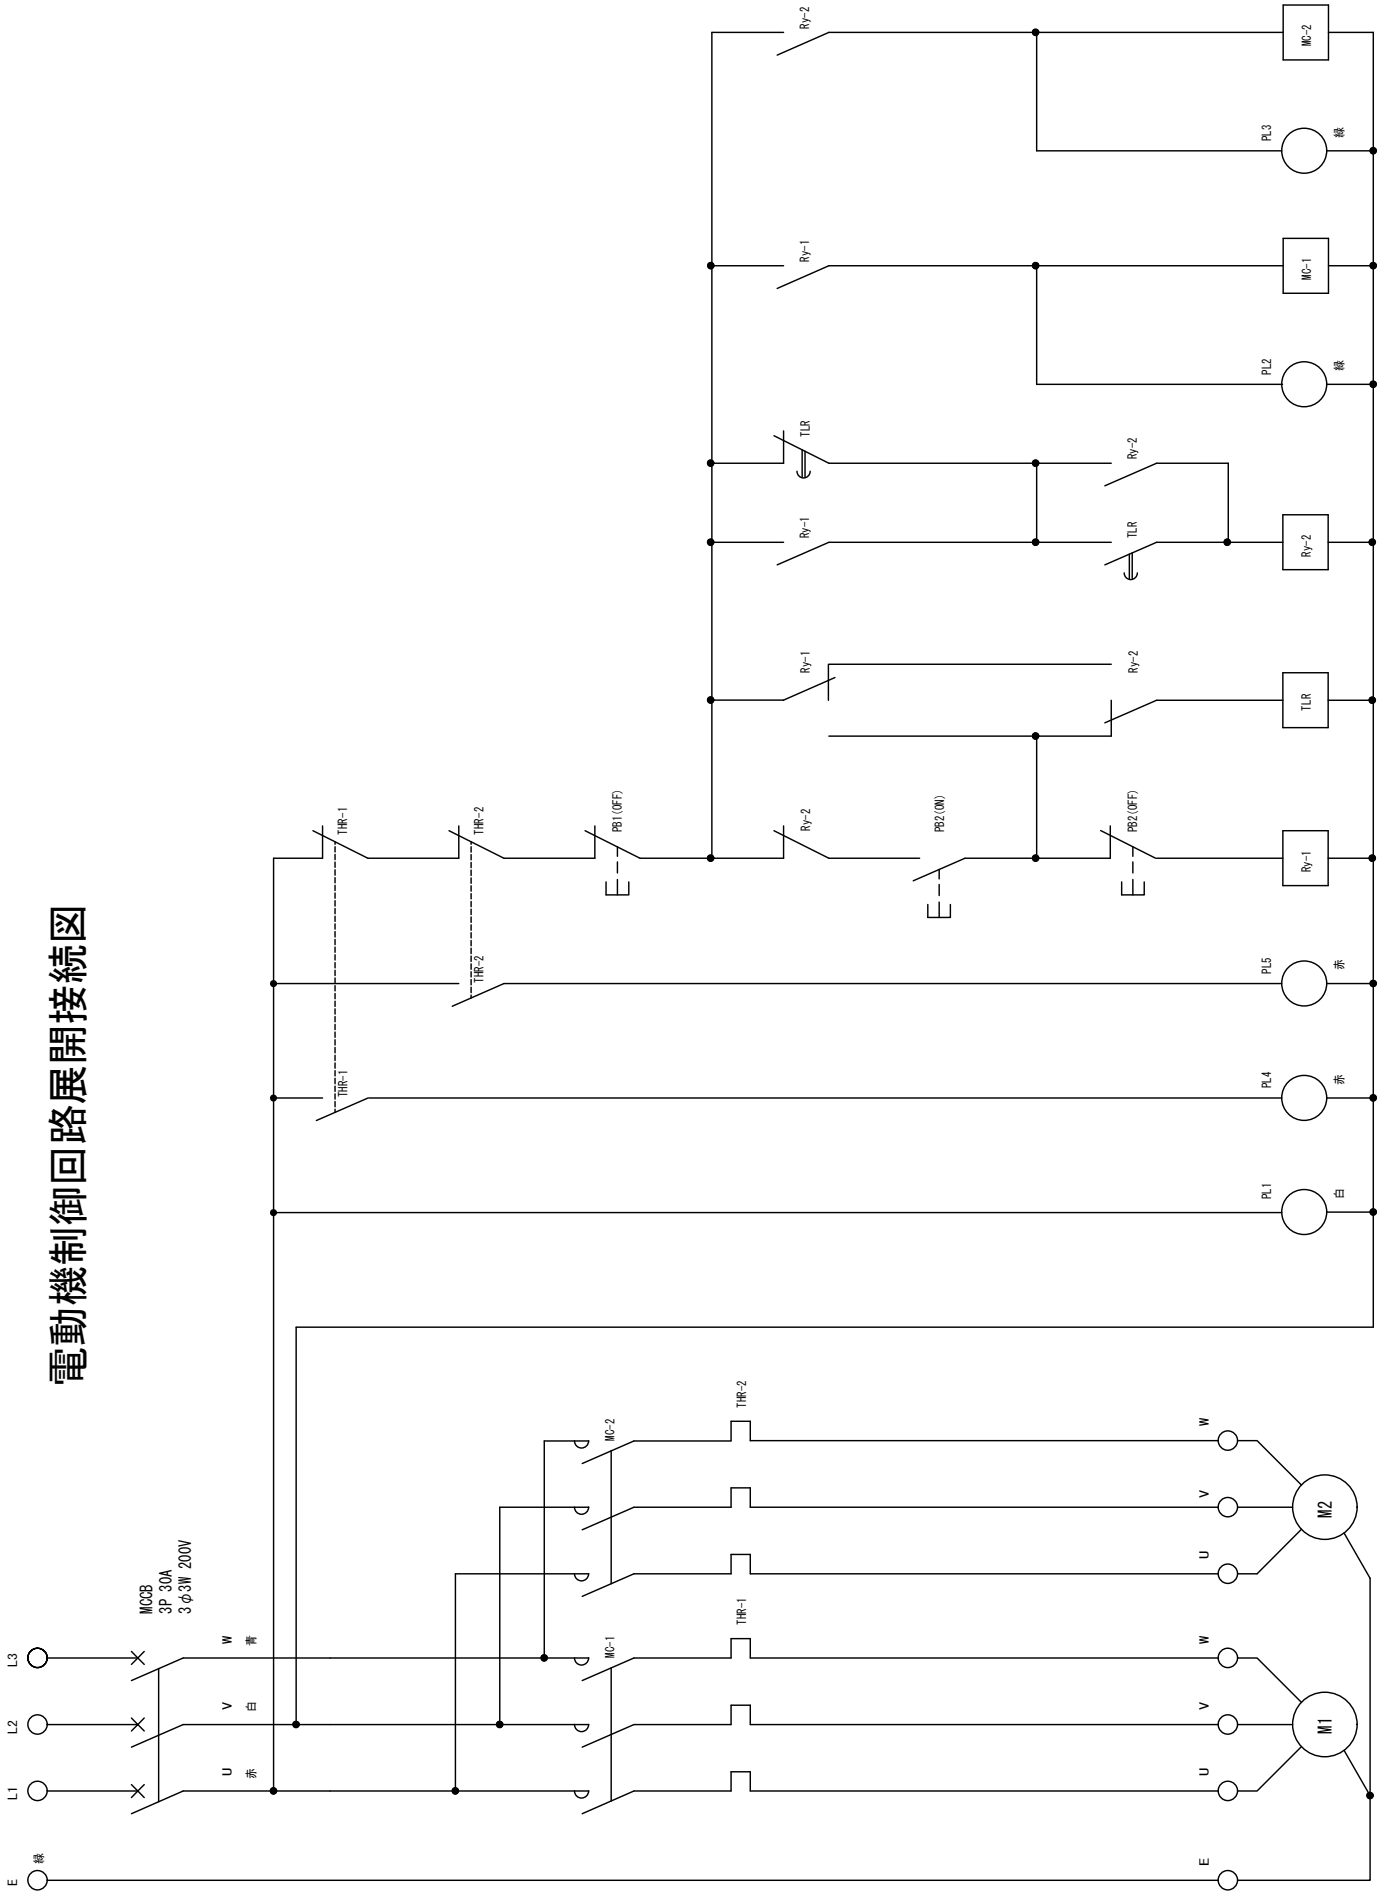 電動機制御回路展開接続図
L3
L2
L1
E
緑
MCCB
3P 30A
3φ3W 200V
W
青
V
白
U
赤
MC-2
MC-1
THR-2
THR-1
W
V
U
W
V
U
E
M2
M1
THR-1
THR-2
PB1(OFF)
THR-2
THR-1
Ry-2
PB2(ON)
PB2(OFF)
Ry-1
Ry-1
Ry-2
TLR
Ry-1
TLR
Ry-2
TLR
Ry-2
Ry-1
MC-1
PL2
緑
Ry-2
MC-2
PL3
緑
PL5
赤
PL4
赤
PL1
白